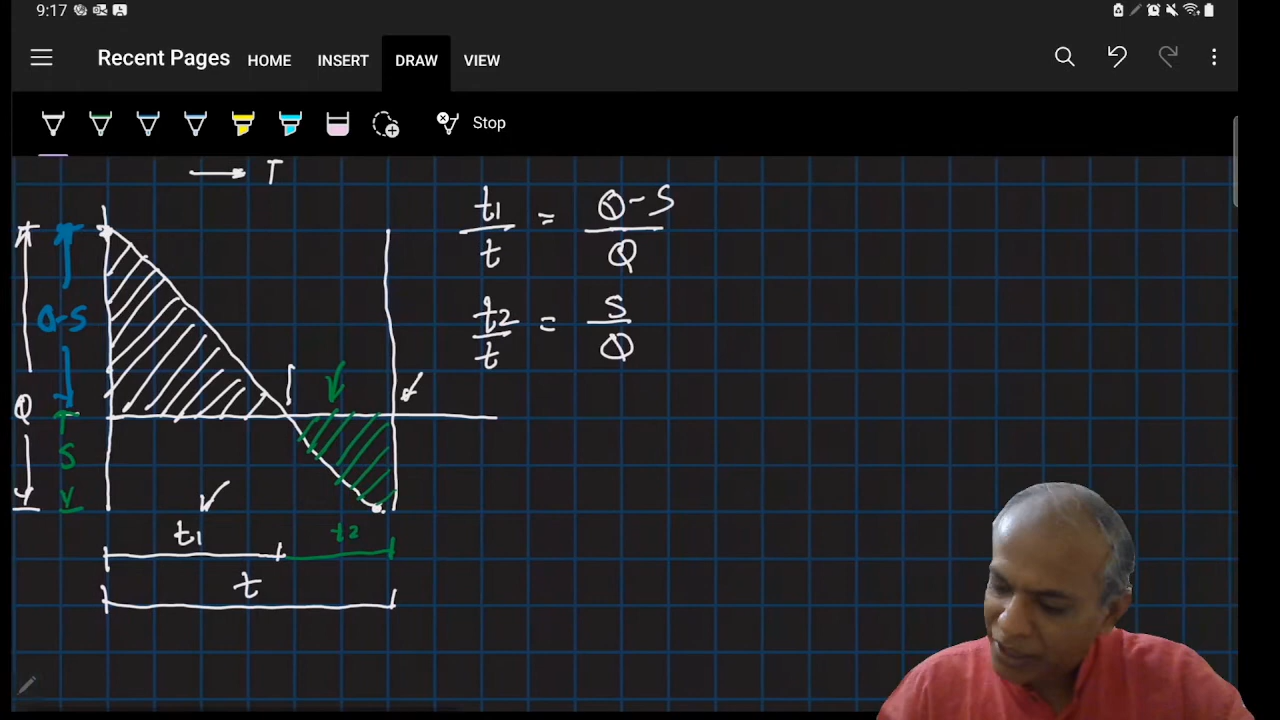 9:17
Recent Pages HOME INSERT DRAW VIEW
Stop
T
t1/t = Q-S/Q
t2/t = S/Q
Q-S
Q
S
t1
t2
t